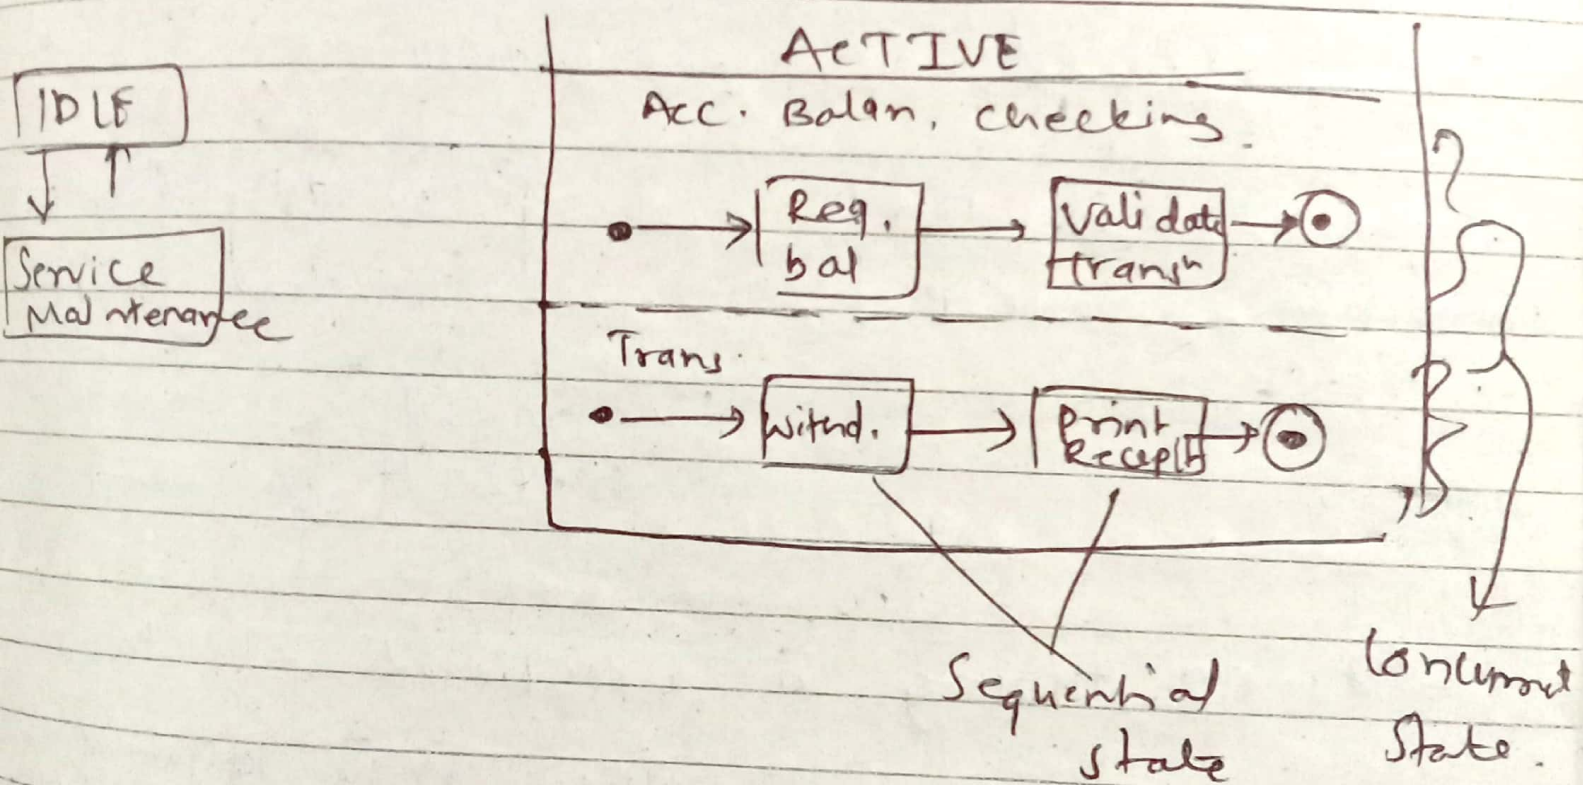 ACTIVE
IDLE
Acc. Balan. checking.
Req.
bal
Validate
transn
Service
Maintenance
Trans.
Withd.
Print
Receipt
Sequential
state
Concurrent
State.